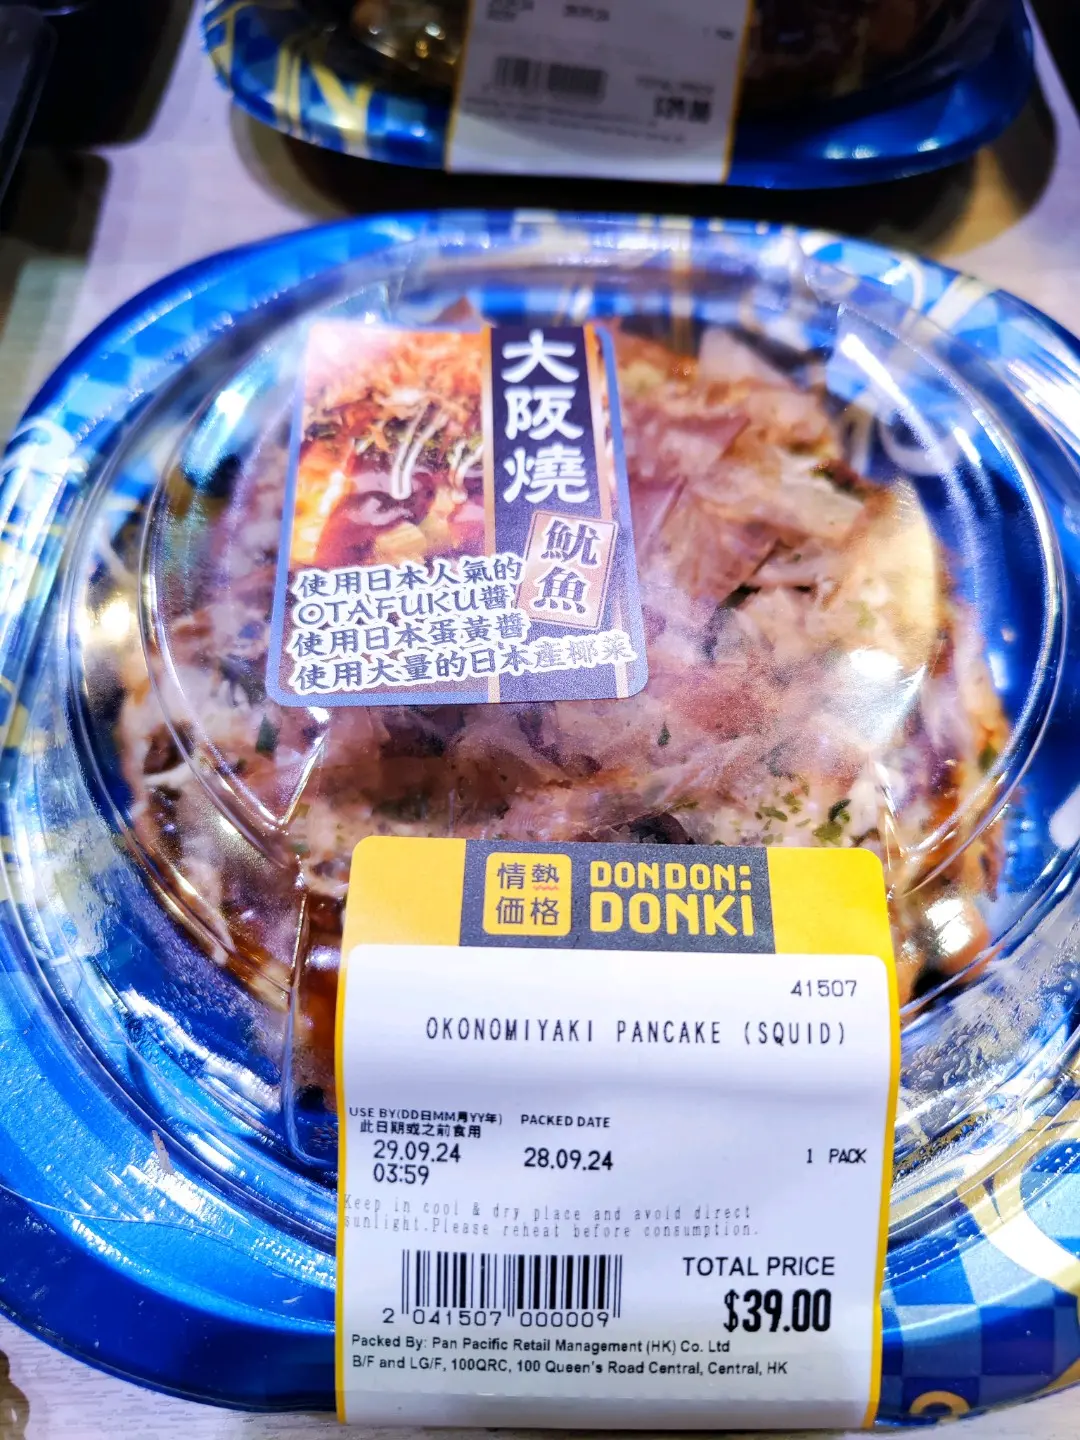 $39.00
大阪燒
魷魚
使用日本人氣的
OTAFUKU醬
使用日本蛋黃醬
使用大量的日本產椰菜
情熱価格
DON DON:
DONKI
41507
OKONOMIYAKI PANCAKE (SQUID)
USE BY(DD日MM月YY年) PACKED DATE
此日期或之前食用
29.09.24 28.09.24 1 PACK
03:59
Keep in cool & dry place and avoid direct
sunlight.Please reheat before consumption.
TOTAL PRICE
$39.00
2 041507 000009
Packed By: Pan Pacific Retail Management (HK) Co. Ltd
B/F and LG/F, 100QRC, 100 Queen's Road Central, Central, HK